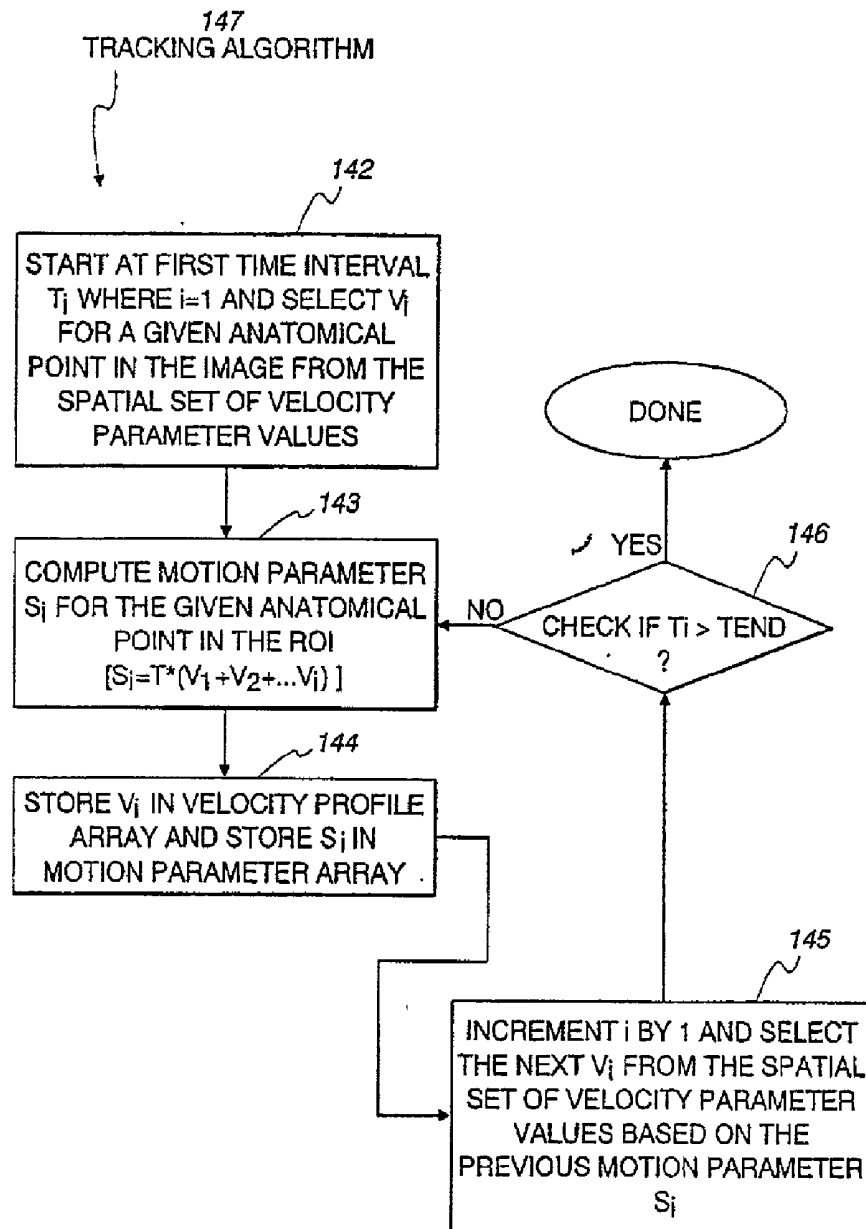 147
TRACKING ALGORITHM
142
START AT FIRST TIME INTERVAL
Ti WHERE i=1 AND SELECT Vi
FOR A GIVEN ANATOMICAL
POINT IN THE IMAGE FROM THE
SPATIAL SET OF VELOCITY
PARAMETER VALUES
143
COMPUTE MOTION PARAMETER
Si FOR THE GIVEN ANATOMICAL
POINT IN THE ROI
[Si=T*(V1+V2+...Vi) ]
144
STORE Vi IN VELOCITY PROFILE
ARRAY AND STORE Si IN
MOTION PARAMETER ARRAY
145
INCREMENT i BY 1 AND SELECT
THE NEXT Vi FROM THE SPATIAL
SET OF VELOCITY PARAMETER
VALUES BASED ON THE
PREVIOUS MOTION PARAMETER
Si
146
CHECK IF Ti > TEND
?
NO
YES
DONE